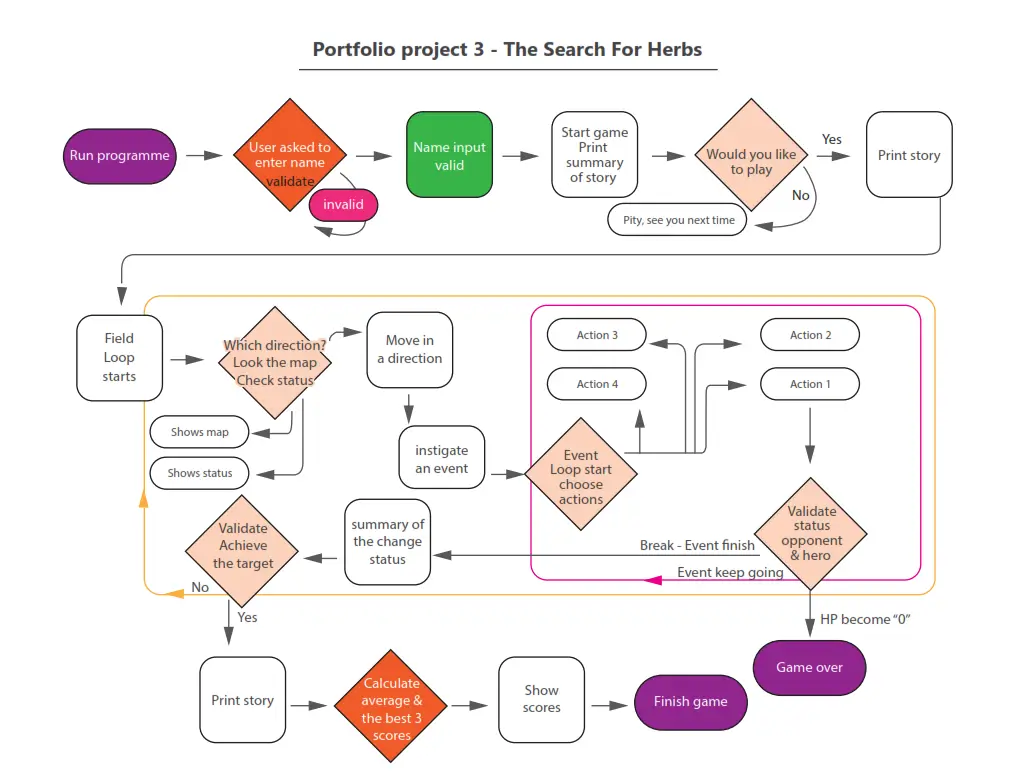 Portfolio project 3 - The Search For Herbs
Run programme
User asked to
enter name
validate
invalid
Name input
valid
Start game
Print
summary
of story
Would you like
to play
Yes
No
Pity, see you next time
Print story
Field
Loop
starts
Which direction?
Look the map
Check status
Shows map
Shows status
Move in
a direction
instigate
an event
Event
Loop start
choose
actions
Action 3
Action 4
Action 2
Action 1
Validate
status
opponent
& hero
Break - Event finish
Event keep going
HP become "0"
Game over
summary of
the change
status
Validate
Achieve
the target
No
Yes
Print story
Calculate
average &
the best 3
scores
Show
scores
Finish game